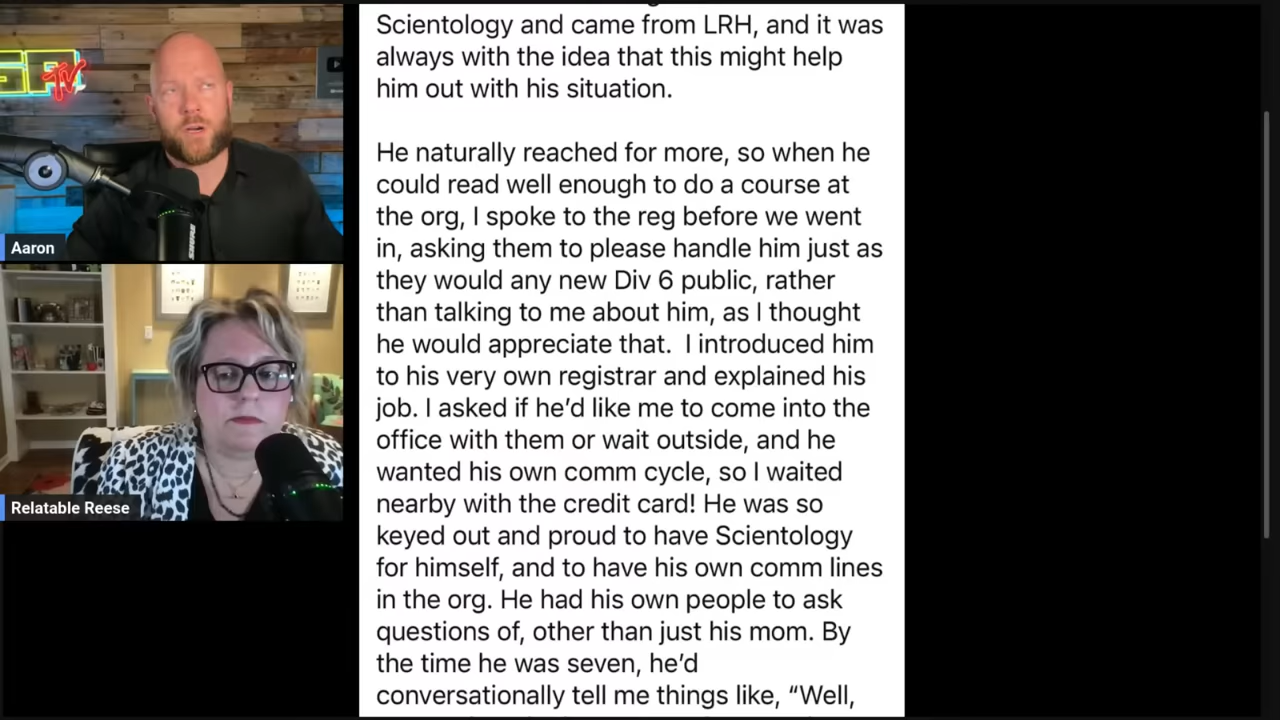 TV
Aaron
Relatable Reese
Scientology and came from LRH, and it was
always with the idea that this might help
him out with his situation.
He naturally reached for more, so when he
could read well enough to do a course at
the org, I spoke to the reg before we went
in, asking them to please handle him just as
they would any new Div 6 public, rather
than talking to me about him, as I thought
he would appreciate that.  I introduced him
to his very own registrar and explained his
job. I asked if he’d like me to come into the
office with them or wait outside, and he
wanted his own comm cycle, so I waited
nearby with the credit card! He was so
keyed out and proud to have Scientology
for himself, and to have his own comm lines
in the org. He had his own people to ask
questions of, other than just his mom. By
the time he was seven, he’d
conversationally tell me things like, “Well,